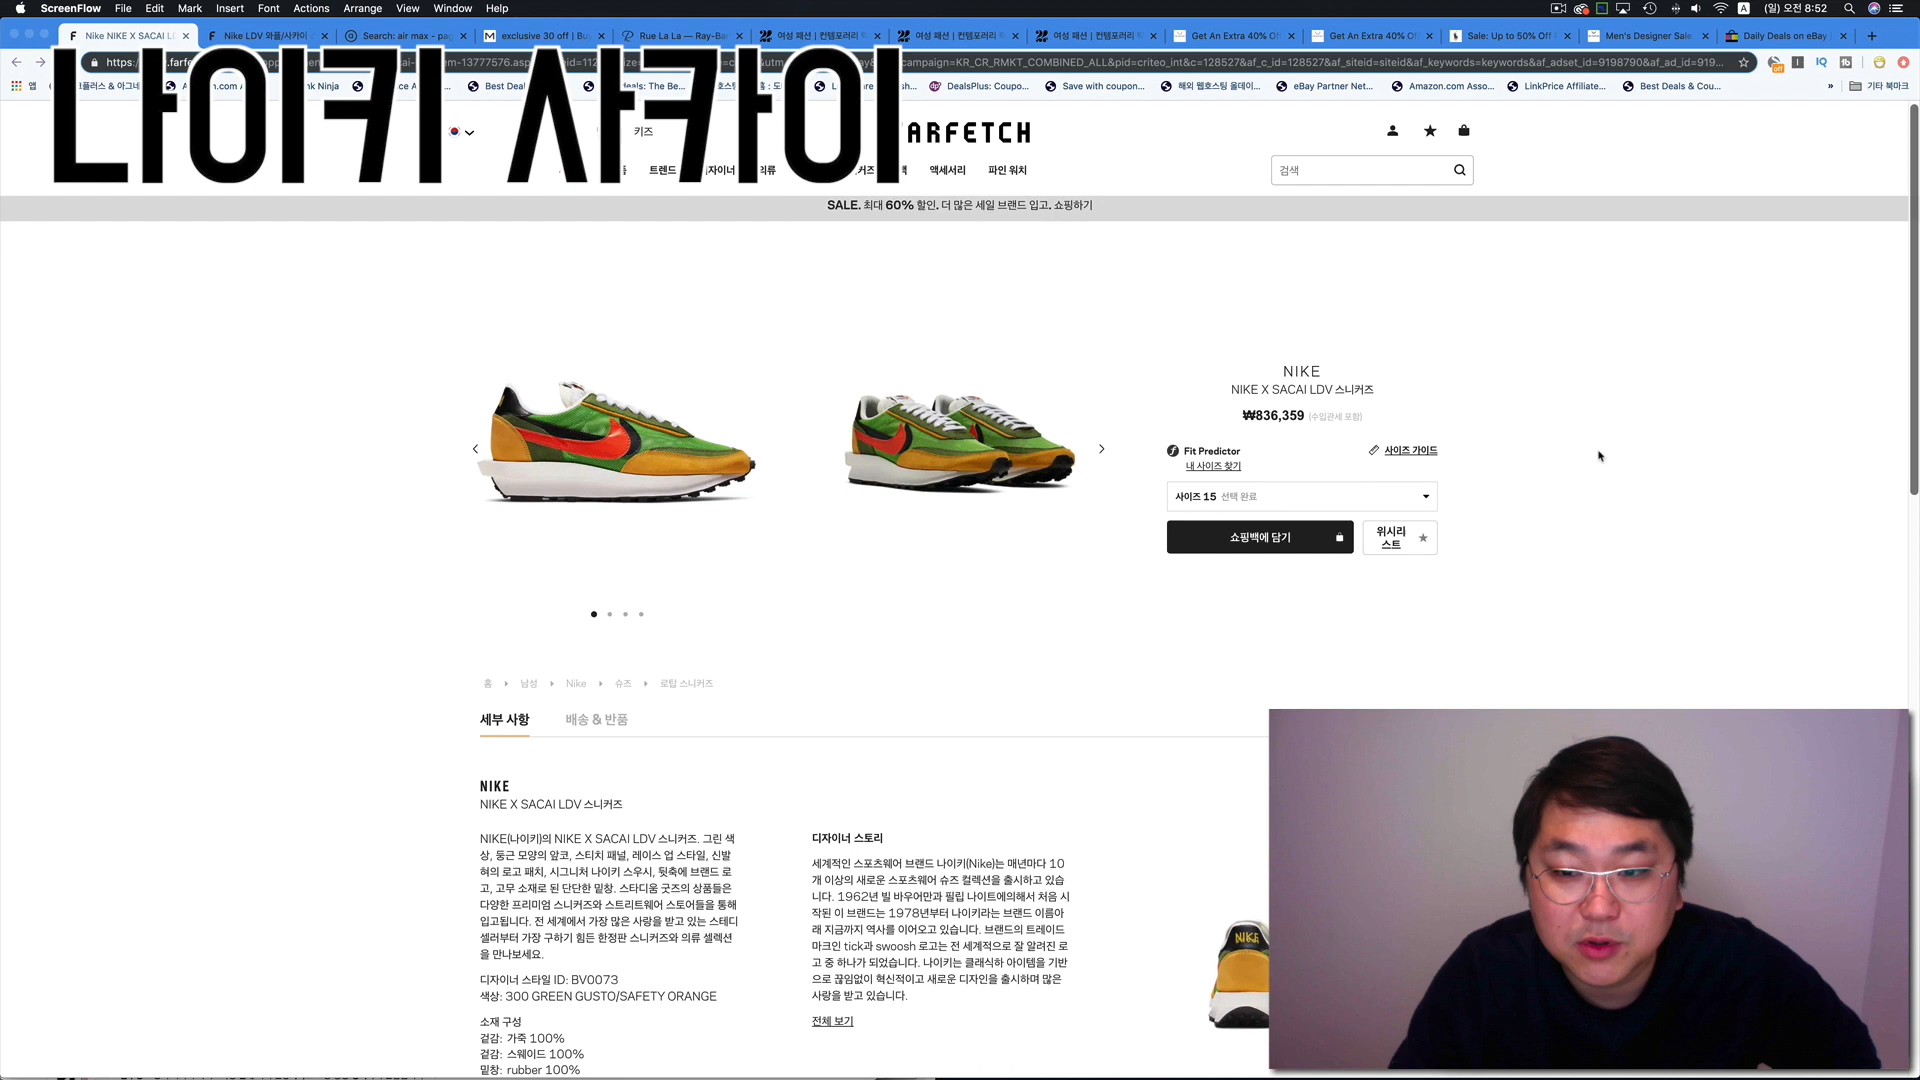 ScreenFlow File Edit Mark Insert Font Actions Arrange View Window Help
(일) 오전 8:52
Nike NIKE X SACAI L
Nike LDV 와플/사카이
Search: air max - pag
exclusive 30 off | Bu
Rue La La — Ray-Ba
여성 패션 | 컨템포러리
여성 패션 | 컨템포러리
여성 패션 | 컨템포러리
Get An Extra 40% Of
Get An Extra 40% Of
Sale: Up to 50% Off
Men's Designer Sale
Daily Deals on eBay
나이키 사카이
campaign=KR_CR_RMKT_COMBINED_ALL&pid=criteo_int&c=128527&af_c_id=128527&af_siteid=siteid&af_keywords=keywords&af_adset_id=9198790&af_ad_id=919...
앱
DealsPlus: Coupo...
Save with coupon...
해외 웹호스팅 올데이...
eBay Partner Net...
Amazon.com Asso...
LinkPrice Affiliate...
Best Deals & Cou...
기타 북마크
키즈
FARFETCH
트렌드
액세서리
파인 워치
검색
SALE. 최대 60% 할인. 더 많은 세일 브랜드 입고. 쇼핑하기
NIKE
NIKE X SACAI LDV 스니커즈
₩836,359 (수입관세 포함)
Fit Predictor
내 사이즈 찾기
사이즈 가이드
사이즈 15 선택 완료
쇼핑백에 담기
위시리
스트
홈 남성 Nike 슈즈 로탑 스니커즈
세부 사항
배송 & 반품
NIKE
NIKE X SACAI LDV 스니커즈
NIKE(나이키)의 NIKE X SACAI LDV 스니커즈. 그린 색
상, 둥근 모양의 앞코, 스티치 패널, 레이스 업 스타일, 신발
혀의 로고 패치, 시그니처 나이키 스우시, 뒷축에 브랜드 로
고, 고무 소재로 된 단단한 밑창. 스타디움 굿즈의 상품들은
다양한 프리미엄 스니커즈와 스트리트웨어 스토어들을 통해
입고됩니다. 전 세계에서 가장 많은 사랑을 받고 있는 스테디
셀러부터 가장 구하기 힘든 한정판 스니커즈와 의류 셀렉션
을 만나보세요.
디자이너 스타일 ID: BV0073
색상: 300 GREEN GUSTO/SAFETY ORANGE
소재 구성
겉감: 가죽 100%
겉감: 스웨이드 100%
밑창: rubber 100%
디자이너 스토리
세계적인 스포츠웨어 브랜드 나이키(Nike)는 매년마다 10
개 이상의 새로운 스포츠웨어 슈즈 컬렉션을 출시하고 있습
니다. 1962년 빌 바우어만과 필립 나이트에의해서 처음 시
작된 이 브랜드는 1978년부터 나이키라는 브랜드 이름아
래 지금까지 역사를 이어오고 있습니다. 브랜드의 트레이드
마크인 tick과 swoosh 로고는 전 세계적으로 잘 알려진 로
고 중 하나가 되었습니다. 나이키는 클래식하 아이템을 기반
으로 끊임없이 혁신적이고 새로운 디자인을 출시하며 많은
사랑을 받고 있습니다.
전체 보기
NIKE